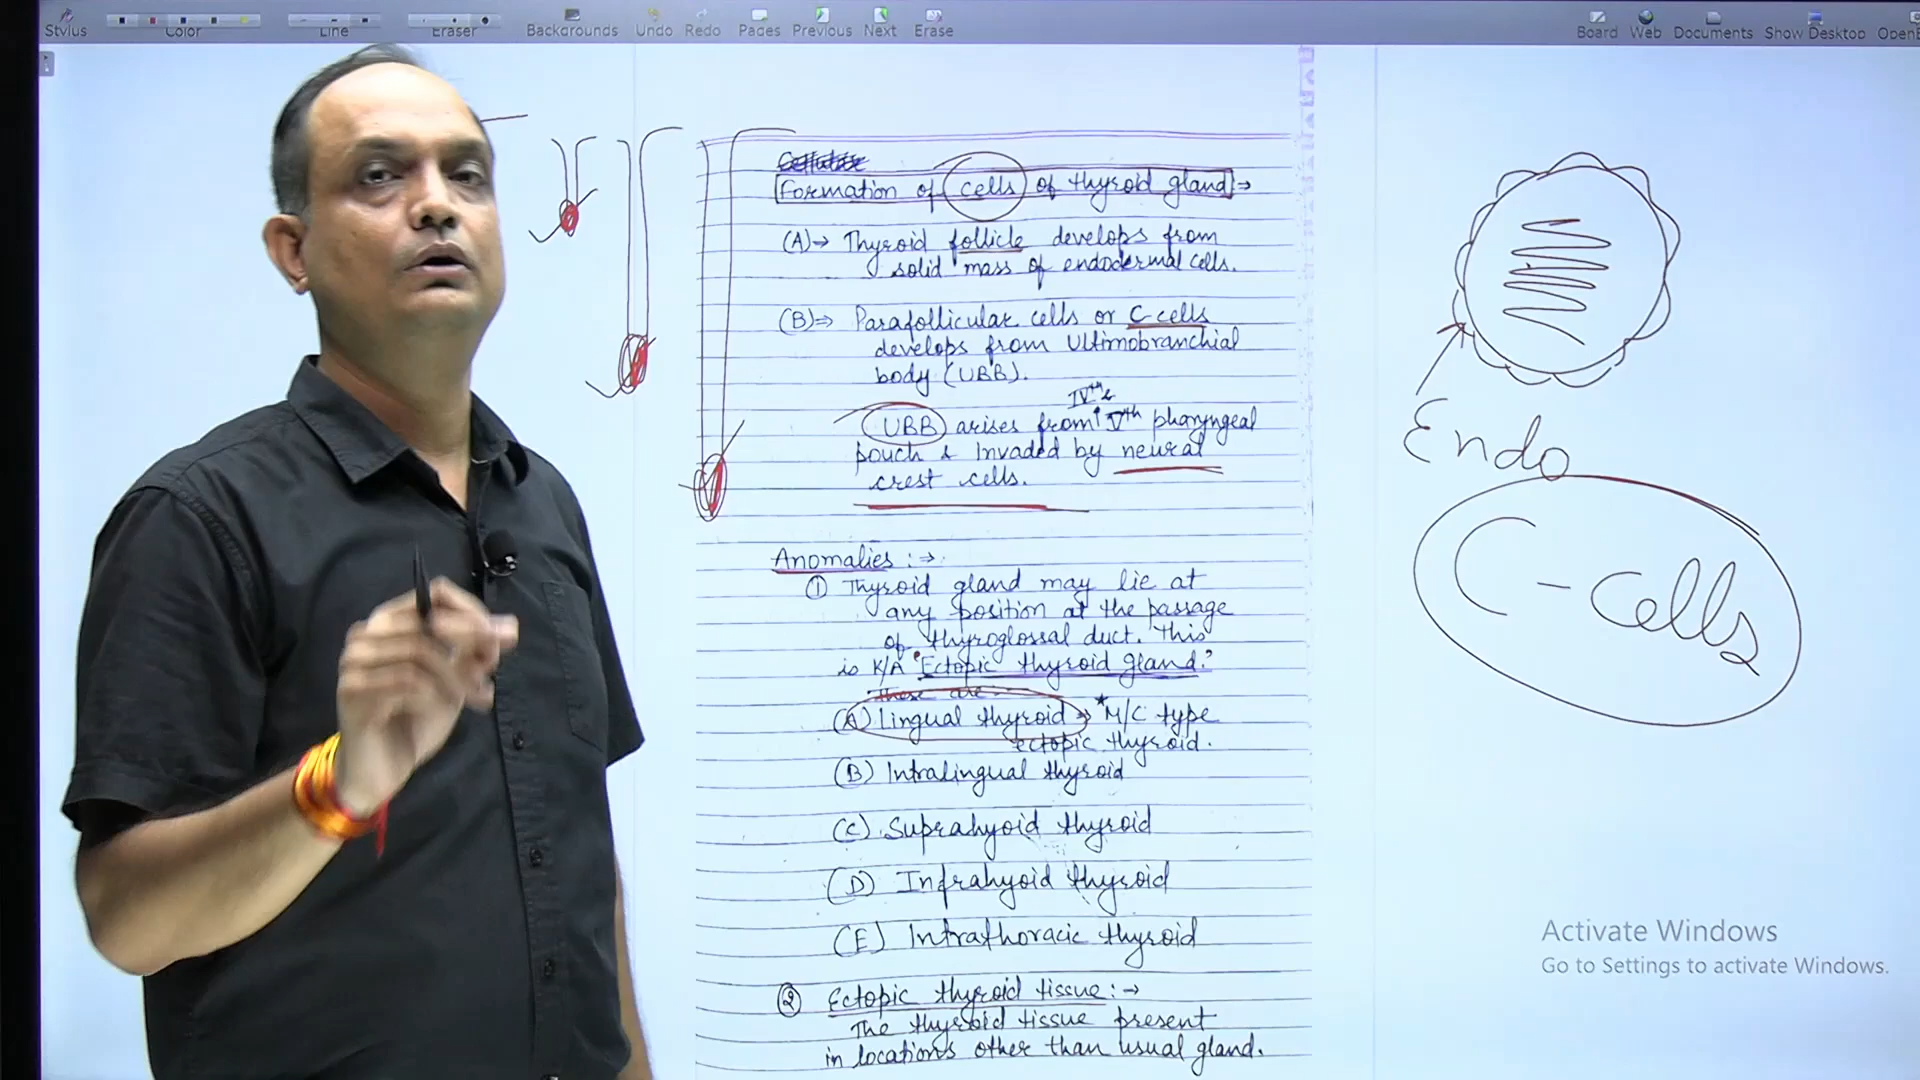 Stylus Color Line Eraser Backgrounds Undo Redo Pages Previous Next Erase Board Web Documents Show Desktop OpenB
Formation of cells of thyroid gland →
(A)→ Thyroid follicle develops from
solid mass of endodermal cells.
(B)⇒ Parafollicular cells or C cells
develops from Ultimobranchial
body (UBB).
IVth &
UBB arises from Vth pharyngeal
pouch & invaded by neural
crest cells.
Anomalies :→
① Thyroid gland may lie at
any position at the passage
of thyroglossal duct. This
is K/A "Ectopic thyroid gland."
These are-
(A) Lingual thyroid → *M/C type
ectopic thyroid.
(B) Intralingual thyroid
(C) Suprahyoid thyroid
(D) Infrahyoid thyroid
(E) Intrathoracic thyroid
② Ectopic thyroid tissue :→
The thyroid tissue present
in locations other than usual gland.
Endo
C-cells
Activate Windows
Go to Settings to activate Windows.